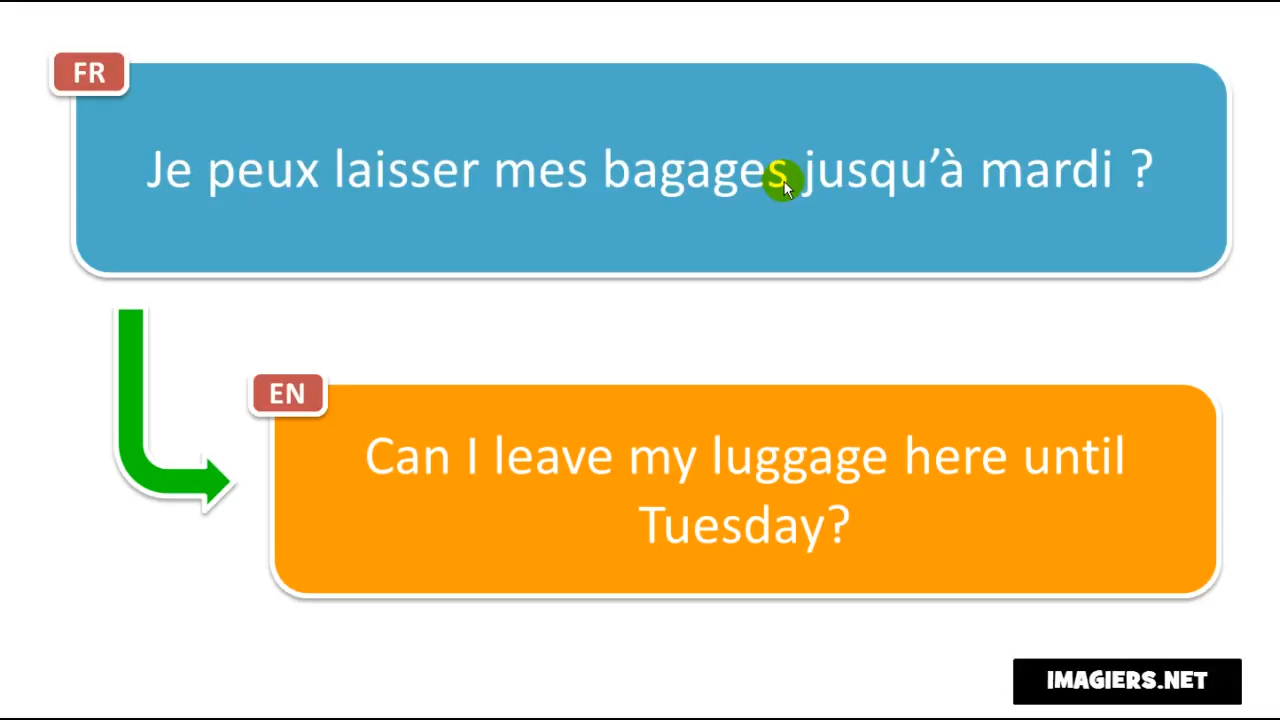 FR
Je peux laisser mes bagages jusqu’à mardi ?
EN
Can I leave my luggage here until
Tuesday?
IMAGIERS.NET